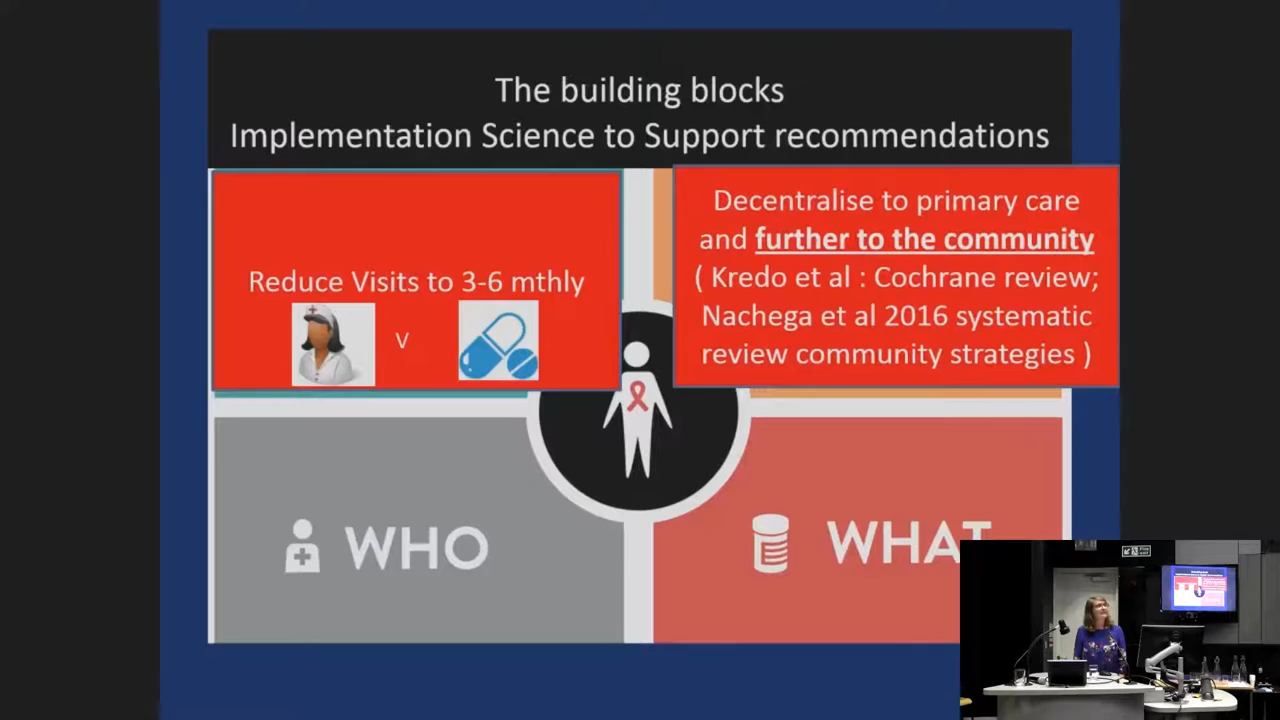 The building blocks
Implementation Science to Support recommendations
Reduce Visits to 3-6 mthly
V
Decentralise to primary care
and further to the community
( Kredo et al : Cochrane review;
Nachega et al 2016 systematic
review community strategies )
WHO
WHAT